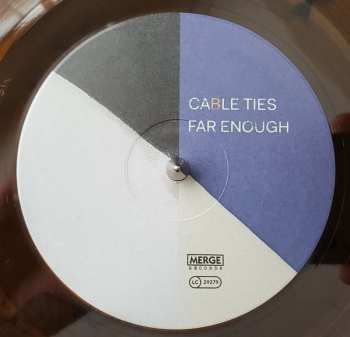 CABLE TIES
FAR ENOUGH
MERGE
RECORDS
LC 29279